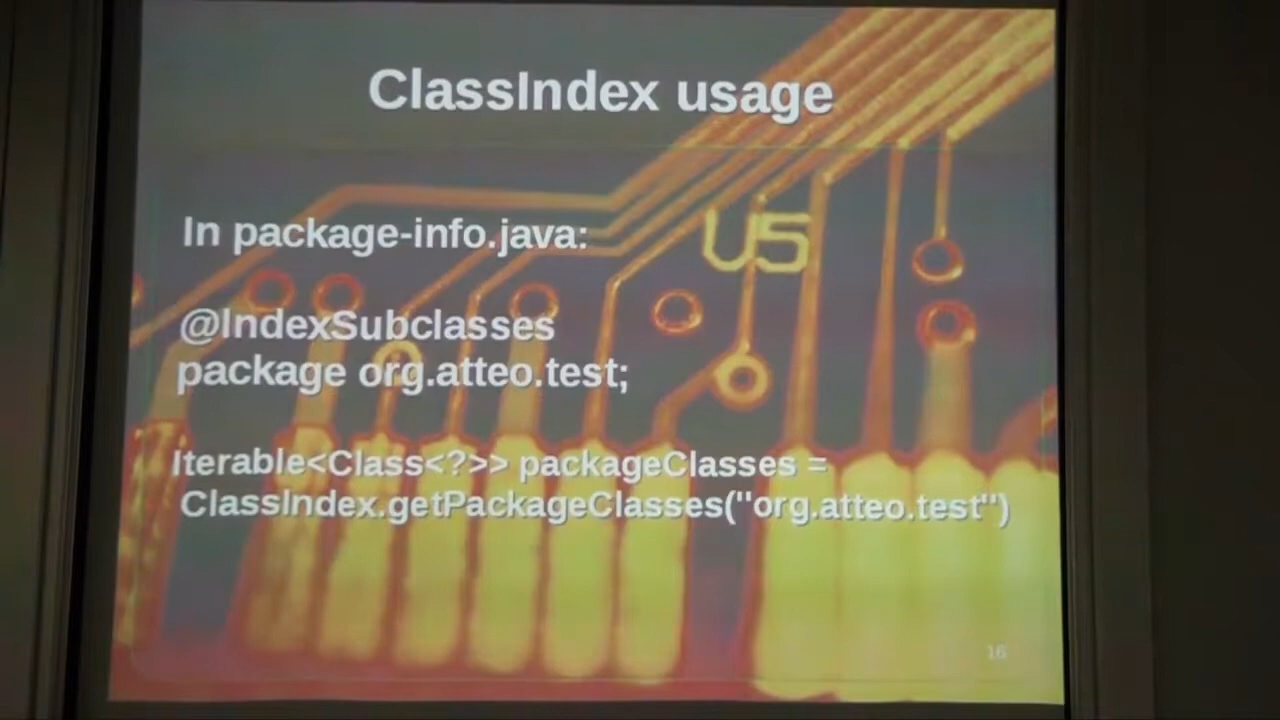 ClassIndex usage
In package-info.java:
U5
@IndexSubclasses
package org.atteo.test;
Iterable<Class<?>> packageClasses =
ClassIndex.getPackageClasses("org.atteo.test")
16